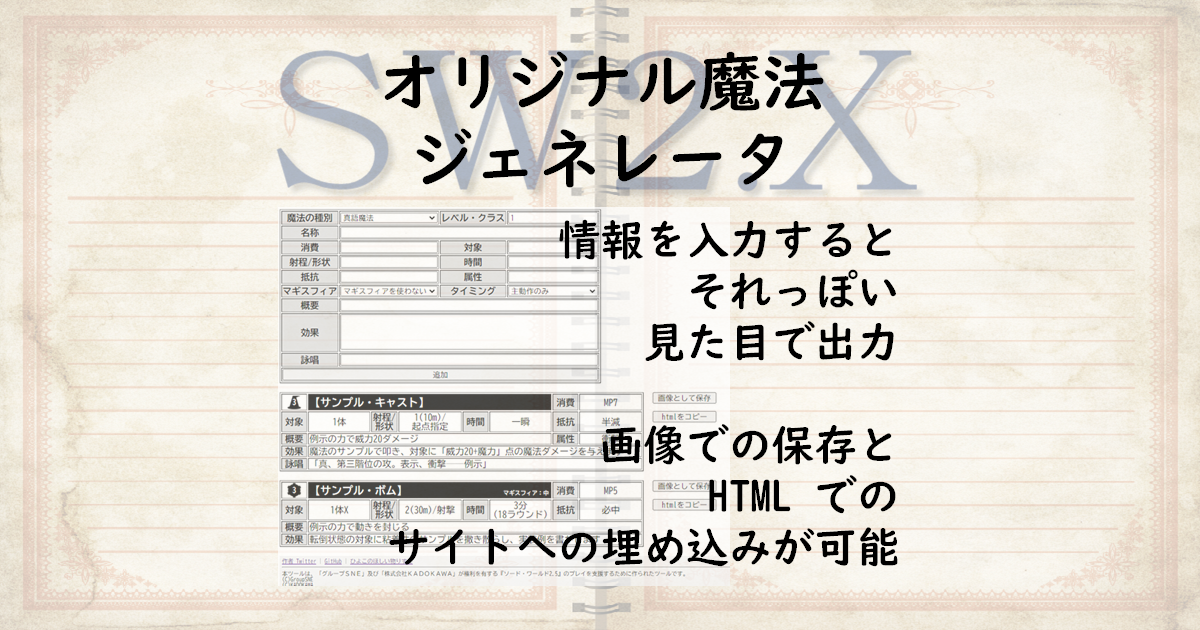 SW2.X
オリジナル魔法
ジェネレータ
情報を入力すると
それっぽい
見た目で出力
画像での保存と
HTML での
サイトへの埋め込みが可能
魔法の種別 真語魔法 レベル・クラス 1
名称
消費 対象
射程/形状 時間
抵抗 属性
マギスフィア マギスフィアを使わない タイミング 主動作のみ
概要
効果
詠唱
追加
3 【サンプル・キャスト】 消費 MP7 画像として保存
対象 1体 射程/形状 1(10m)/起点指定 時間 一瞬 抵抗 半減 htmlをコピー
概要 例示の力で威力20ダメージ 属性
効果 魔法のサンプルで叩き、対象に「威力20+魔力」点の魔法ダメージを与え
詠唱 「真、第三階位の攻。表示、衝撃――例示」
3 【サンプル・ボム】 マギスフィア:中 消費 MP5 画像として保存
対象 1体X 射程/形状 2(30m)/射撃 時間 3分(18ラウンド) 抵抗 必中 htmlをコピー
概要 例示の力で動きを封じる
効果 転倒状態の対象に粘着
作者 Twitter | GitHub | ひよこのほしい物リスト
本ツールは、「グループSNE」及び「株式会社KADOKAWA」が権利を有する『ソード・ワールド2.5』のプレイを支援するために作られたツールです。
(C)GroupSNE
(C)KADOKAWA